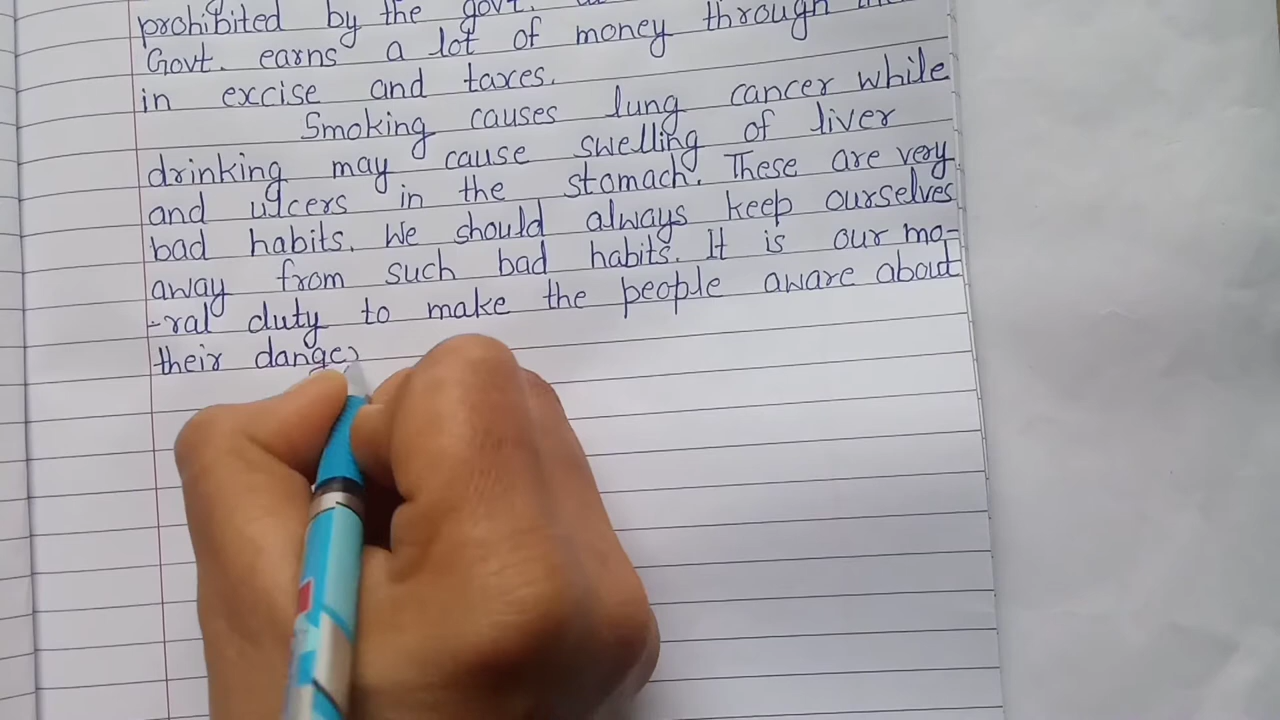 prohibited by the govt.
Govt. earns a lot of money through
in excise and taxes.
Smoking causes lung cancer while
drinking may cause swelling of liver
and ulcers in the stomach. These are very
bad habits. We should always keep ourselves
away from such bad habits. It is our mo-
-ral duty to make the people aware about
their danger